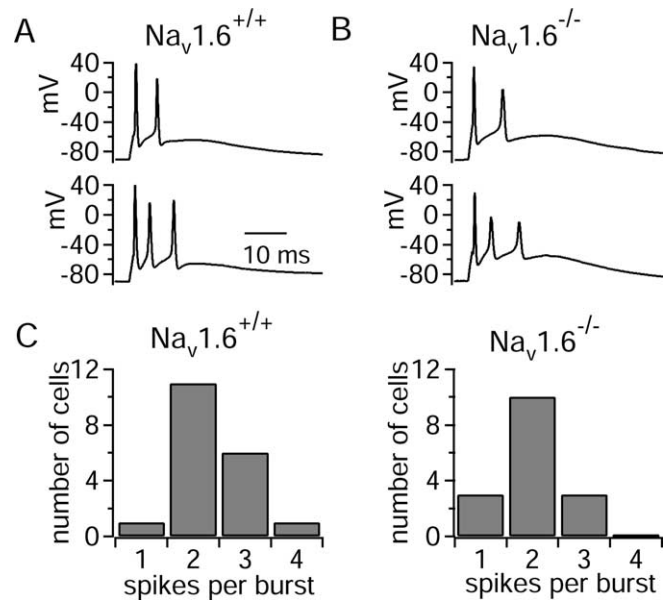 A
Naᵥ1.6⁺/⁺
B
Naᵥ1.6⁻/⁻
mV
40
0
-40
-80
mV
40
0
-40
-80
mV
40
0
-40
-80
10 ms
mV
40
0
-40
-80
C
Naᵥ1.6⁺/⁺
number of cells
12
8
4
0
1 2 3 4
spikes per burst
Naᵥ1.6⁻/⁻
number of cells
12
8
4
0
1 2 3 4
spikes per burst